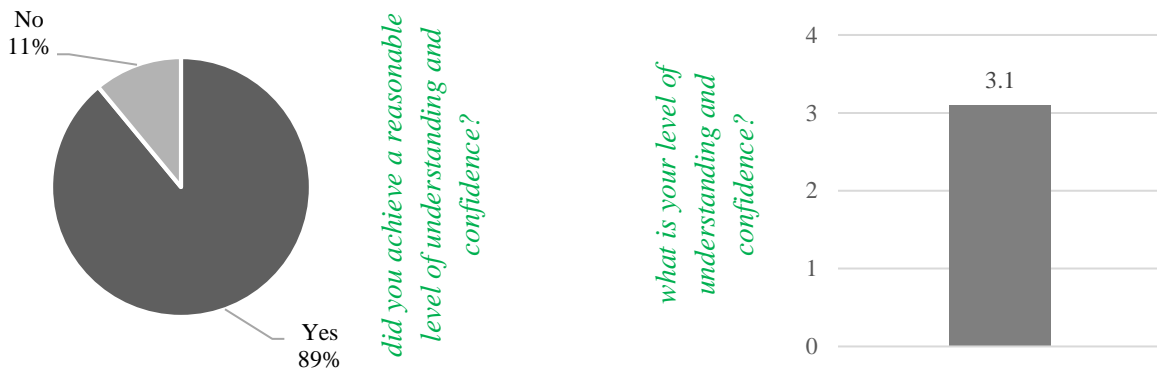 No
11%
Yes
89%
did you achieve a reasonable
level of understanding and
confidence?
what is your level of
understanding and
confidence?
4
3
2
1
0
3.1